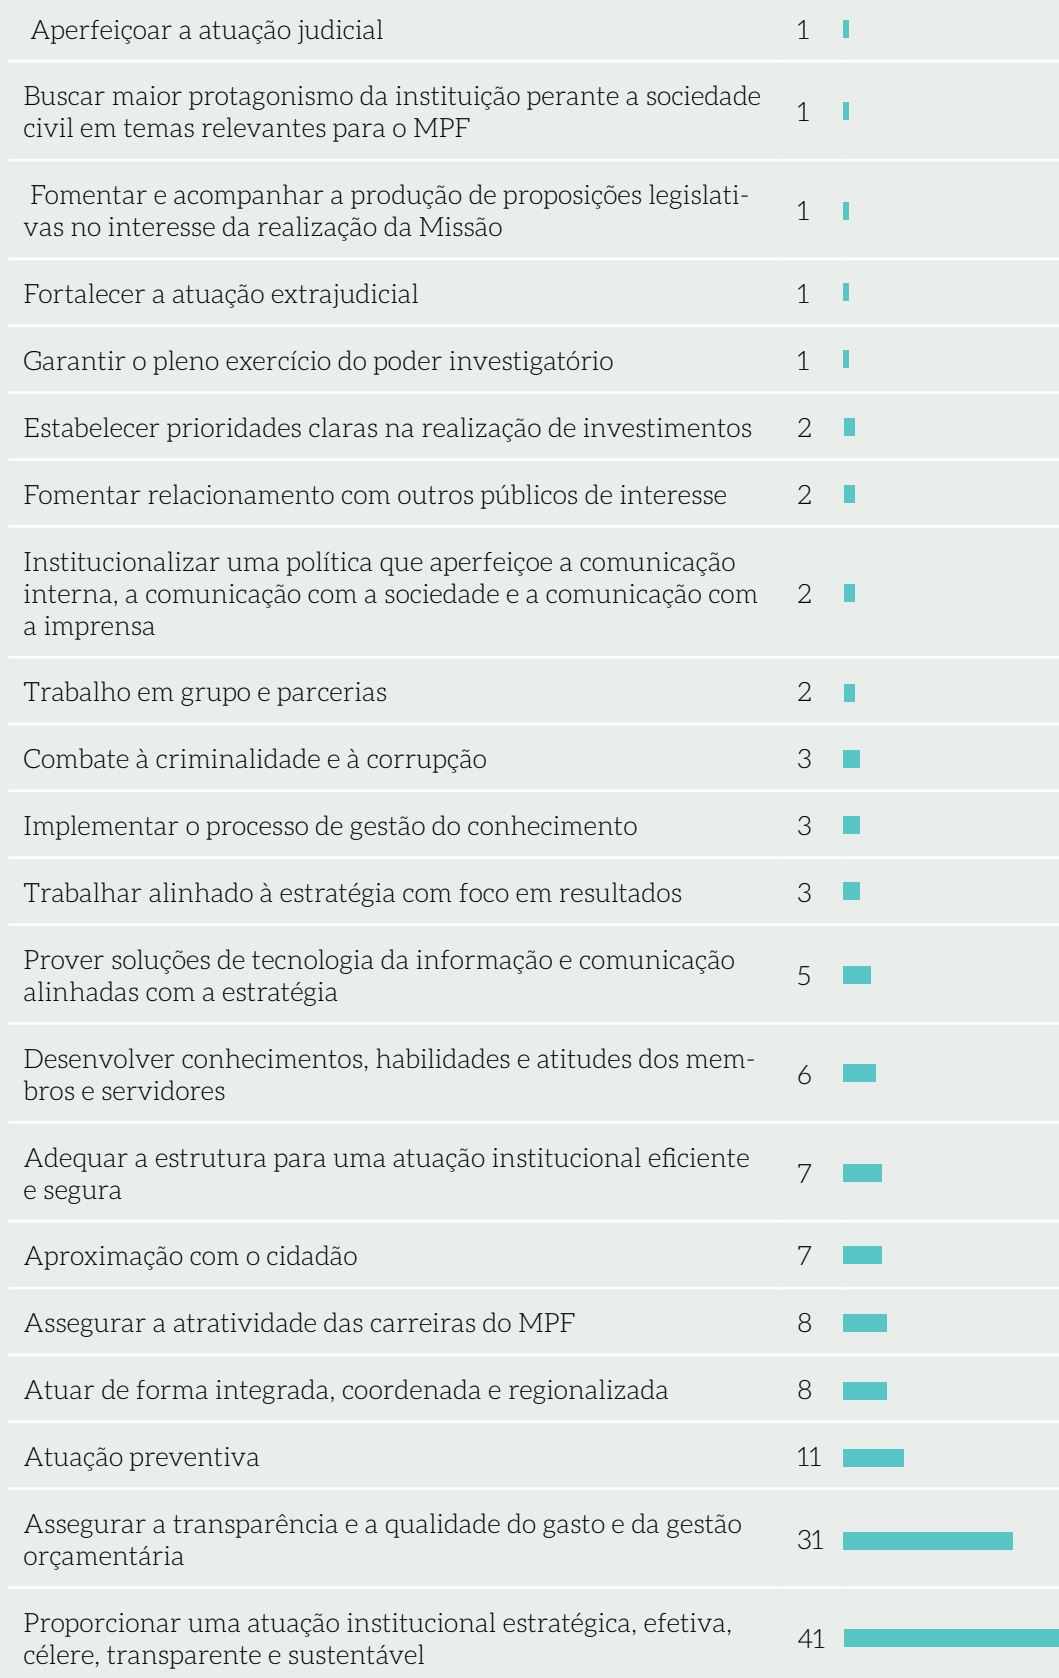 Aperfeiçoar a atuação judicial 1
Buscar maior protagonismo da instituição perante a sociedade
civil em temas relevantes para o MPF 1
Fomentar e acompanhar a produção de proposições legislati-
vas no interesse da realização da Missão 1
Fortalecer a atuação extrajudicial 1
Garantir o pleno exercício do poder investigatório 1
Estabelecer prioridades claras na realização de investimentos 2
Fomentar relacionamento com outros públicos de interesse 2
Institucionalizar uma política que aperfeiçoe a comunicação
interna, a comunicação com a sociedade e a comunicação com 2
a imprensa
Trabalho em grupo e parcerias 2
Combate à criminalidade e à corrupção 3
Implementar o processo de gestão do conhecimento 3
Trabalhar alinhado à estratégia com foco em resultados 3
Prover soluções de tecnologia da informação e comunicação
alinhadas com a estratégia 5
Desenvolver conhecimentos, habilidades e atitudes dos mem-
bros e servidores 6
Adequar a estrutura para uma atuação institucional eficiente
e segura 7
Aproximação com o cidadão 7
Assegurar a atratividade das carreiras do MPF 8
Atuar de forma integrada, coordenada e regionalizada 8
Atuação preventiva 11
Assegurar a transparência e a qualidade do gasto e da gestão
orçamentária 31
Proporcionar uma atuação institucional estratégica, efetiva,
célere, transparente e sustentável 41